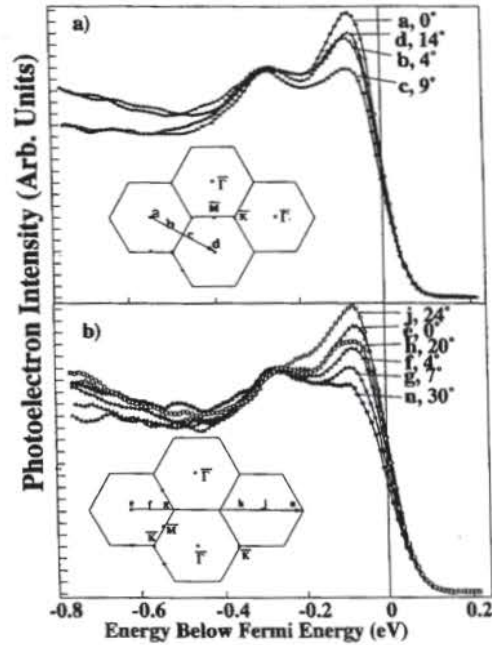 a)
a, 0°
d, 14°
b, 4°
c, 9°
Γ
M
K
Γ
a
b
c
d
Photoelectron Intensity (Arb. Units)
b)
j, 24°
e, 0°
h, 20°
f, 4°
g, 7°
n, 30°
Γ
e f g
h j
M
K
Γ
K
-0.8 -0.6 -0.4 -0.2 0 0.2
Energy Below Fermi Energy (eV)